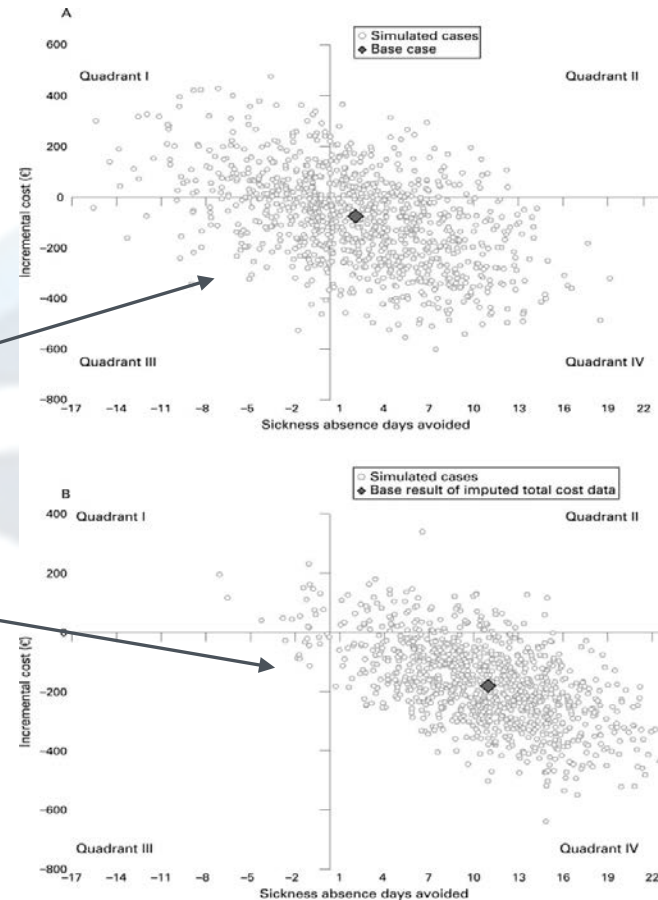 A
Simulated cases
Base case
600
Quadrant I
Quadrant II
400
200
0
−200
−400
−600
Quadrant III
Quadrant IV
−800
Incremental cost (€)
−17 −14 −11 −8 −5 −2 1 4 7 10 13 16 19 22
Sickness absence days avoided
B
Simulated cases
Base result of imputed total cost data
400
Quadrant I
Quadrant II
200
0
−200
−400
−600
Quadrant III
Quadrant IV
−800
Incremental cost (€)
−17 −14 −11 −8 −5 −2 1 4 7 10 13 16 19 22
Sickness absence days avoided